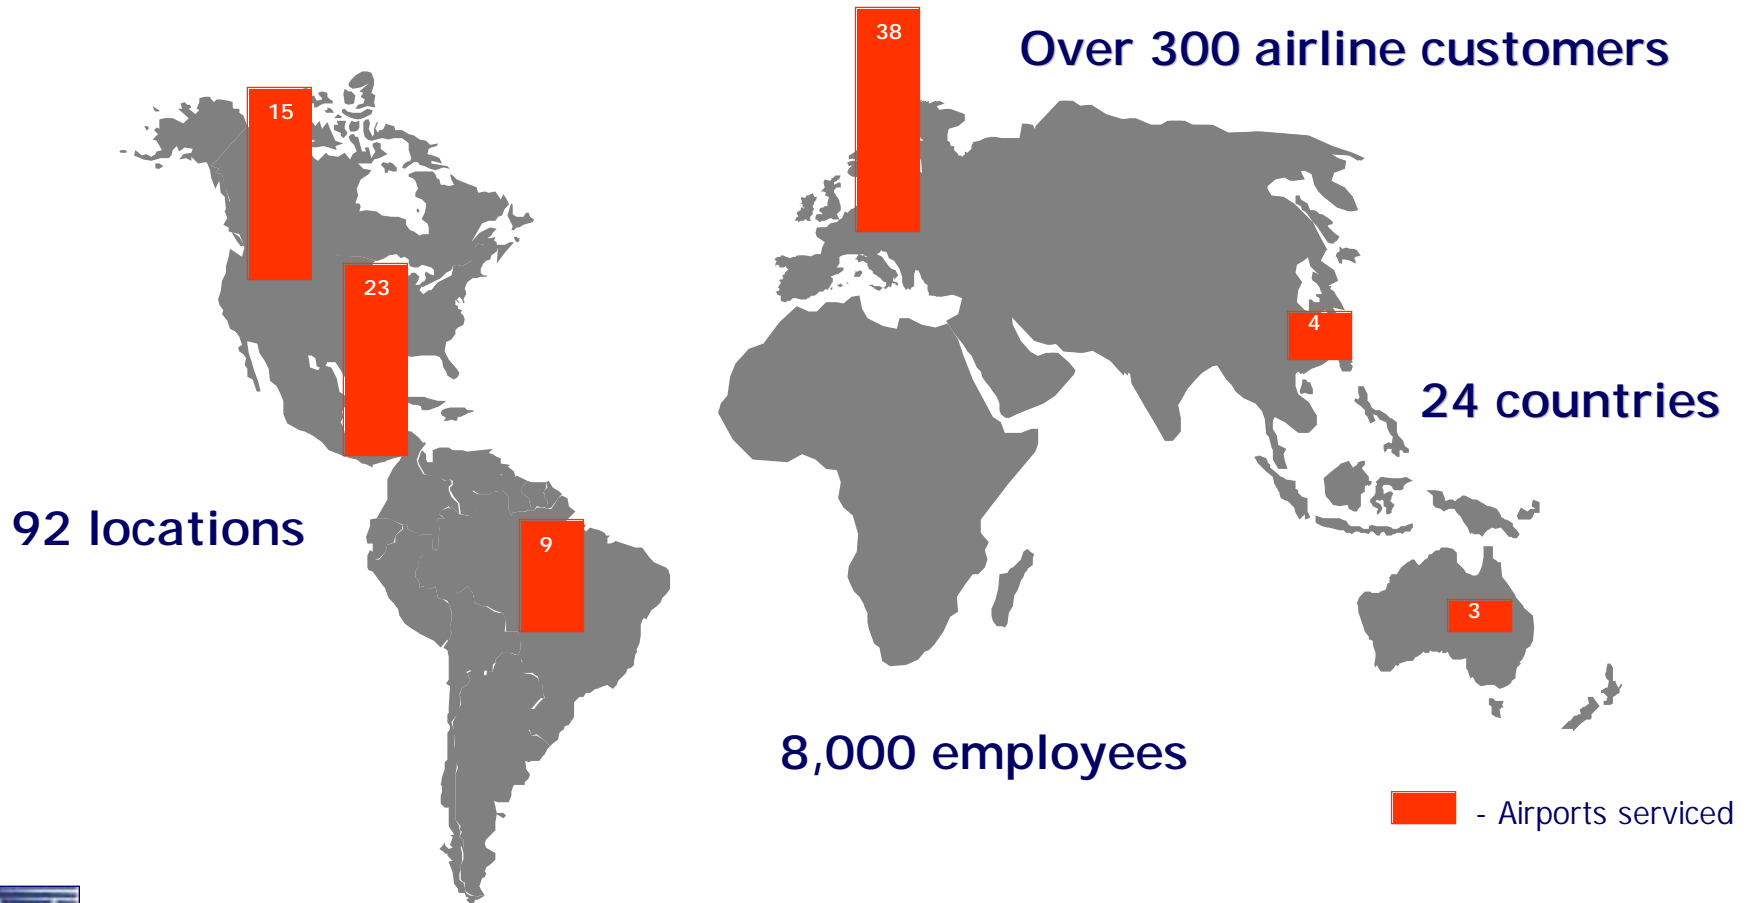 38
Over 300 airline customers
15
23
4
24 countries
92 locations
9
3
8,000 employees
- Airports serviced